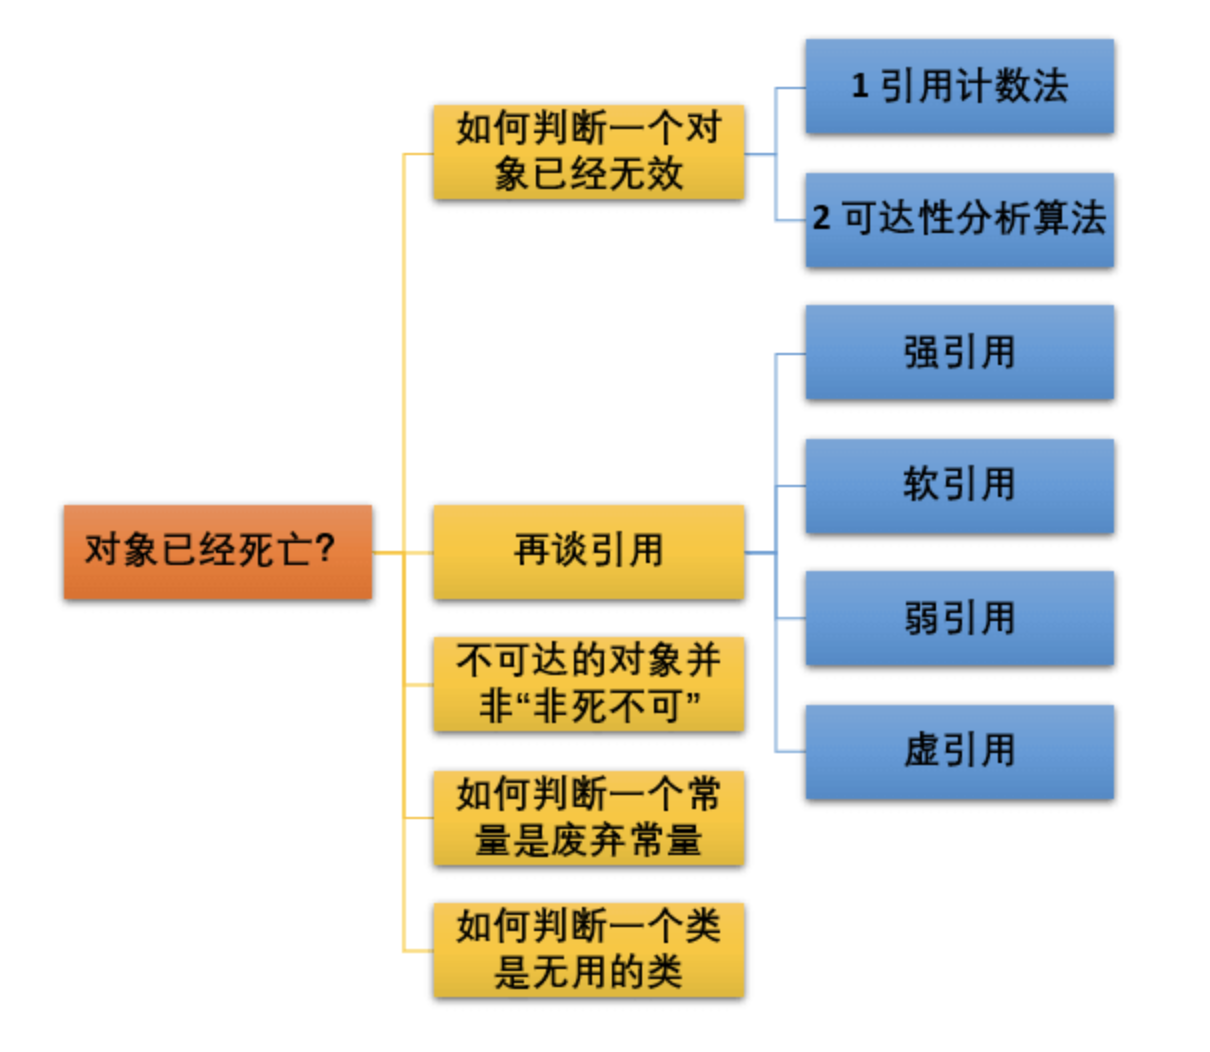 对象已经死亡?
如何判断一个对
象已经无效
1 引用计数法
2 可达性分析算法
再谈引用
强引用
软引用
弱引用
虚引用
不可达的对象并
非“非死不可”
如何判断一个常
量是废弃常量
如何判断一个类
是无用的类